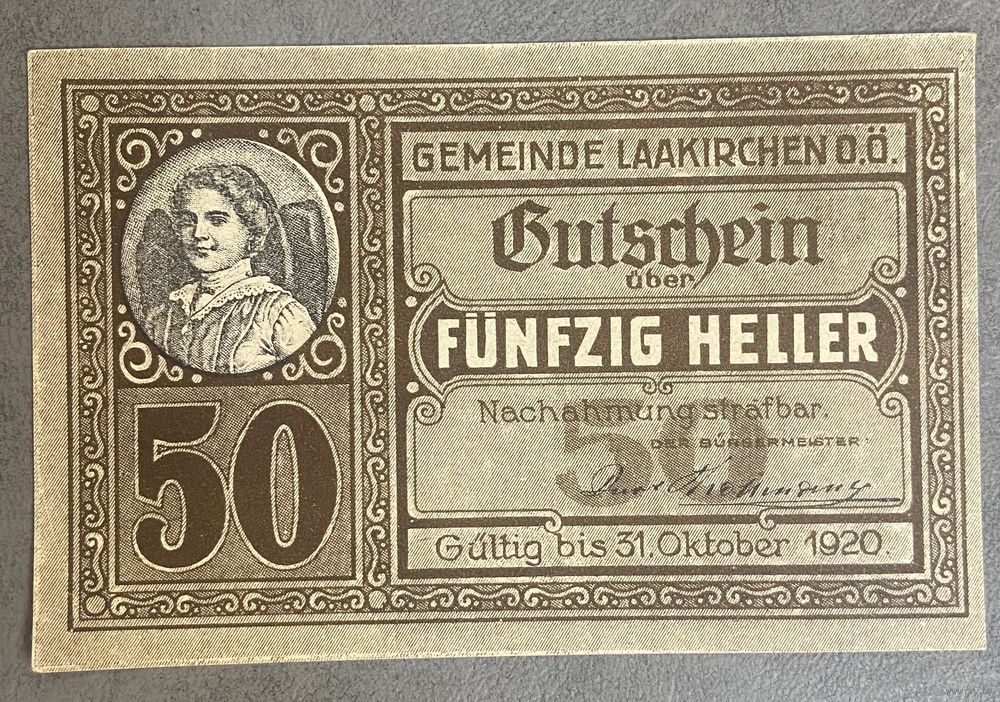 GEMEINDE LAAKIRCHEN O.Ö.
Gutschein
über
FÜNFZIG HELLER
50
Nachahmung strafbar.
50
DER BÜRGERMEISTER
Gültig bis 31. Oktober 1920.